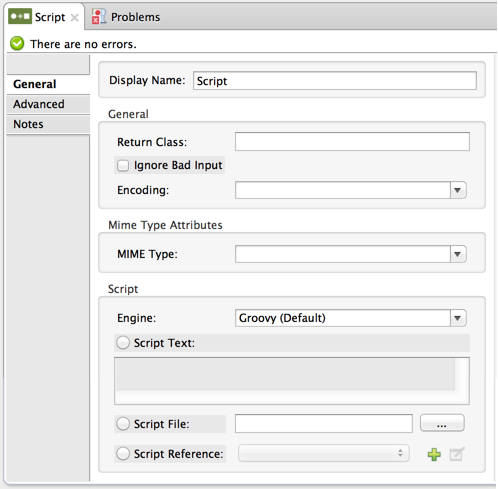 Script
Problems
There are no errors.
General
Advanced
Notes
Display Name: Script
General
Return Class:
Ignore Bad Input
Encoding:
Mime Type Attributes
MIME Type:
Script
Engine: Groovy (Default)
Script Text:
Script File: ...
Script Reference: